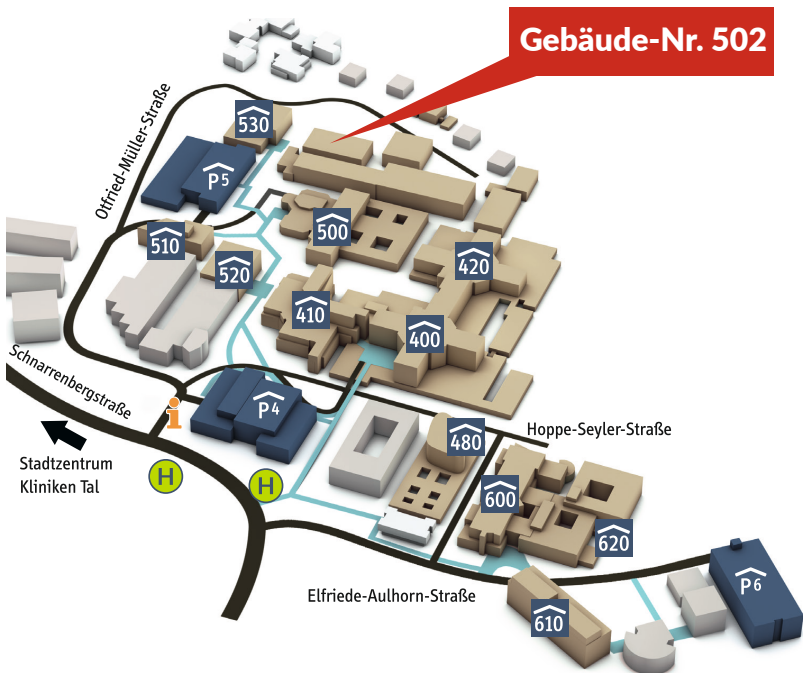 Gebäude-Nr. 502
530
Otfried-Müller-Straße
P5
510
500
520
420
410
400
Schnarrenbergstraße
i
P4
Hoppe-Seyler-Straße
480
Stadtzentrum
Kliniken Tal
H
H
600
620
P6
Elfriede-Aulhorn-Straße
610